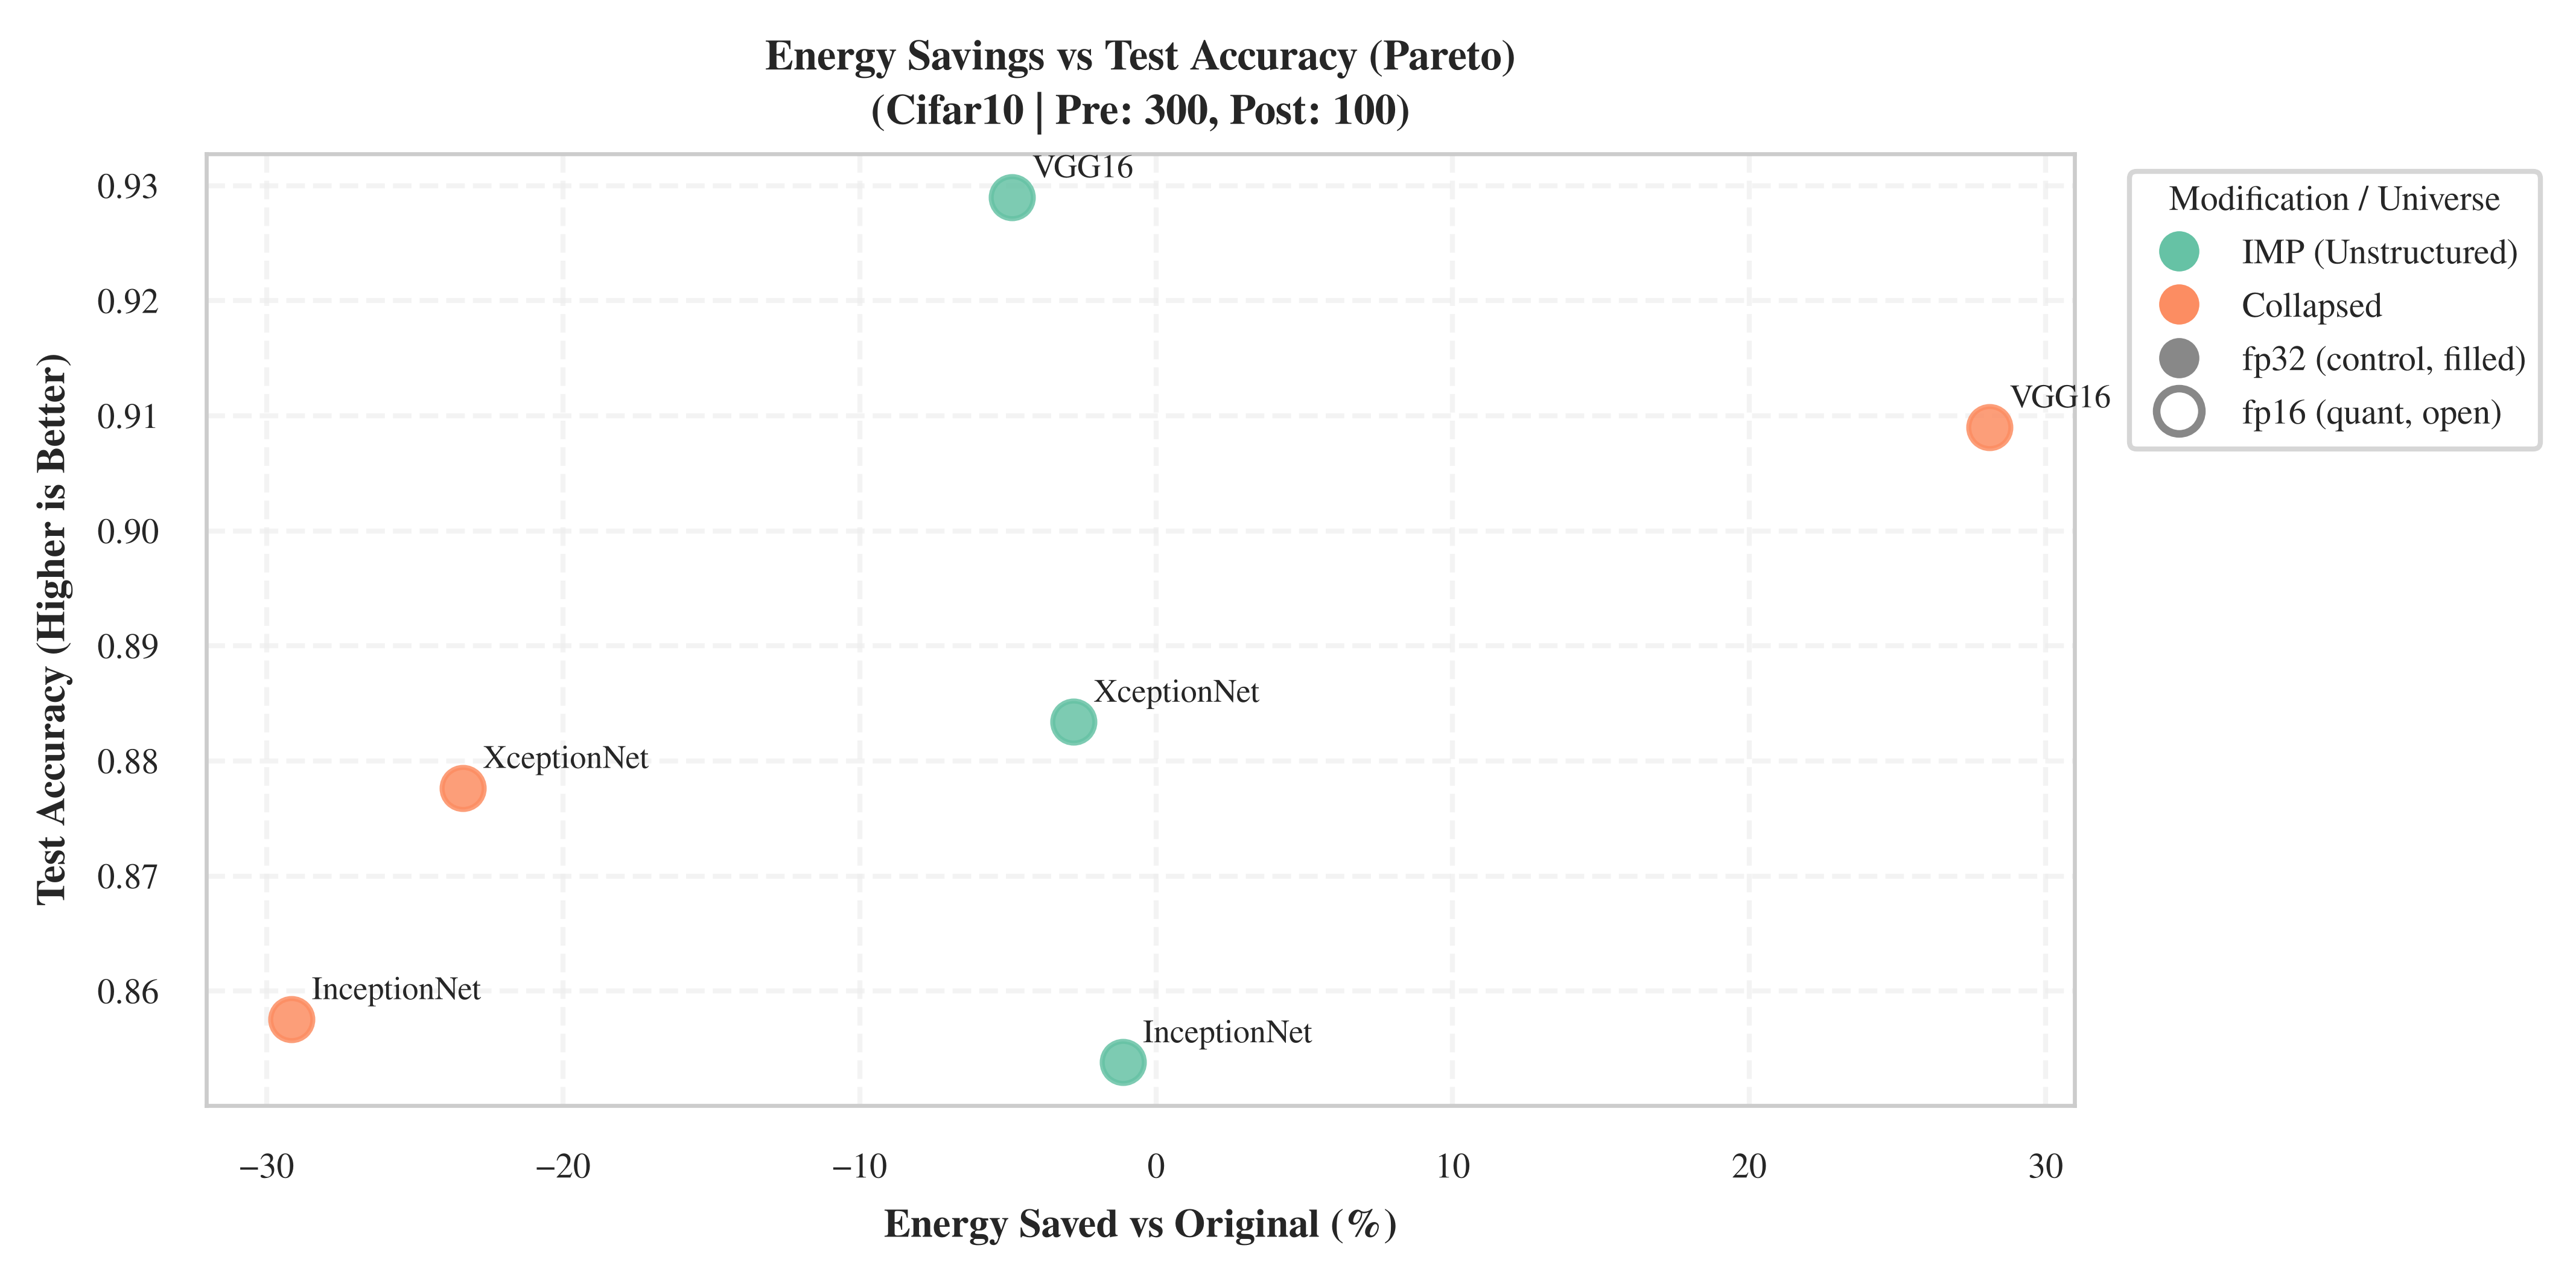 Energy Savings vs Test Accuracy (Pareto)
(Cifar10 | Pre: 300, Post: 100)
Test Accuracy (Higher is Better)
0.93
0.92
0.91
0.90
0.89
0.88
0.87
0.86
VGG16
VGG16
XceptionNet
XceptionNet
InceptionNet
InceptionNet
−30
−20
−10
0
10
20
30
Energy Saved vs Original (%)
Modification / Universe
IMP (Unstructured)
Collapsed
fp32 (control, filled)
fp16 (quant, open)